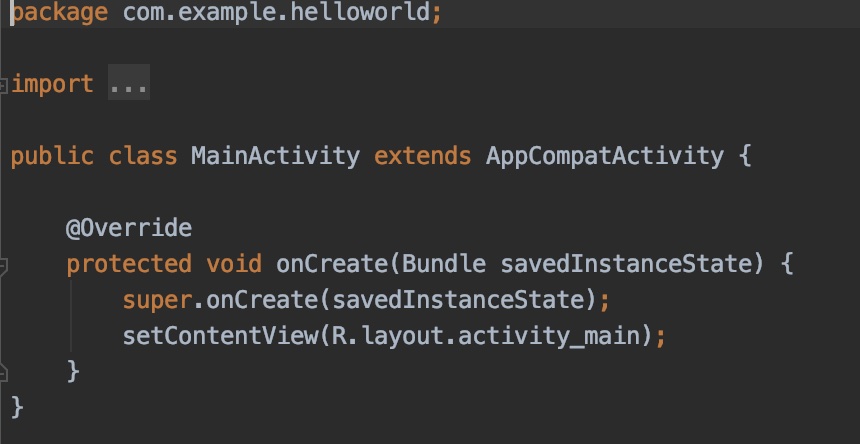 package com.example.helloworld;
import ...
public class MainActivity extends AppCompatActivity {
@Override
protected void onCreate(Bundle savedInstanceState) {
super.onCreate(savedInstanceState);
setContentView(R.layout.activity_main);
}
}